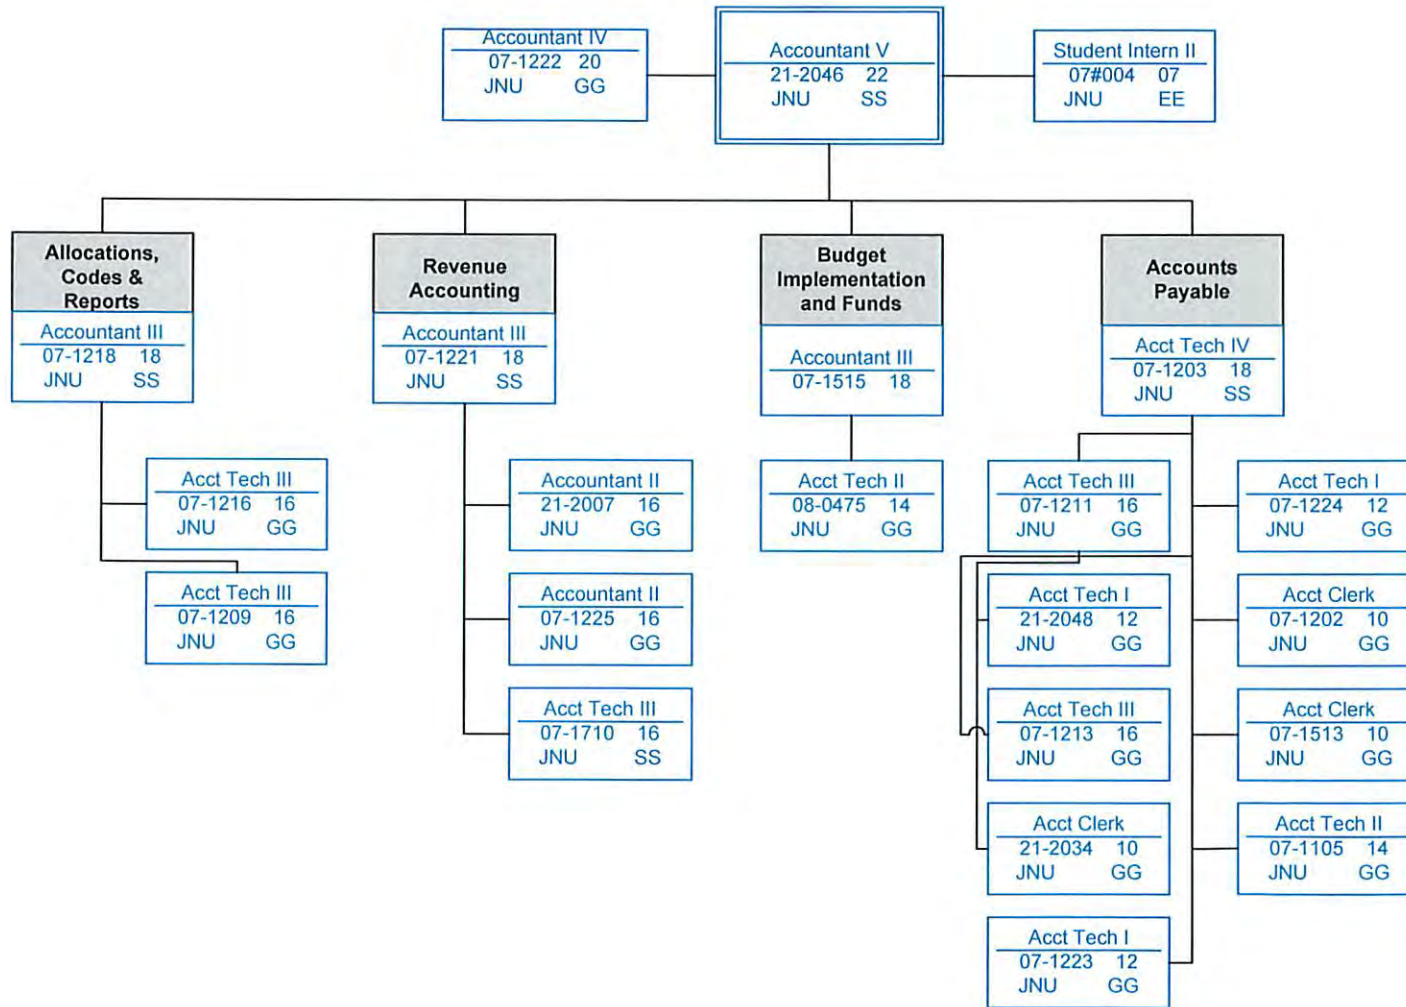 Accountant IV
07-1222 20
JNU GG
Accountant V
21-2046 22
JNU SS
Student Intern II
07#004 07
JNU EE
Allocations,
Codes &
Reports
Accountant III
07-1218 18
JNU SS
Revenue
Accounting
Accountant III
07-1221 18
JNU SS
Budget
Implementation
and Funds
Accountant III
07-1515 18
Accounts
Payable
Acct Tech IV
07-1203 18
JNU SS
Acct Tech III
07-1216 16
JNU GG
Acct Tech III
07-1209 16
JNU GG
Accountant II
21-2007 16
JNU GG
Accountant II
07-1225 16
JNU GG
Acct Tech III
07-1710 16
JNU SS
Acct Tech II
08-0475 14
JNU GG
Acct Tech III
07-1211 16
JNU GG
Acct Tech I
21-2048 12
JNU GG
Acct Tech III
07-1213 16
JNU GG
Acct Clerk
21-2034 10
JNU GG
Acct Tech I
07-1223 12
JNU GG
Acct Tech I
07-1224 12
JNU GG
Acct Clerk
07-1202 10
JNU GG
Acct Clerk
07-1513 10
JNU GG
Acct Tech II
07-1105 14
JNU GG